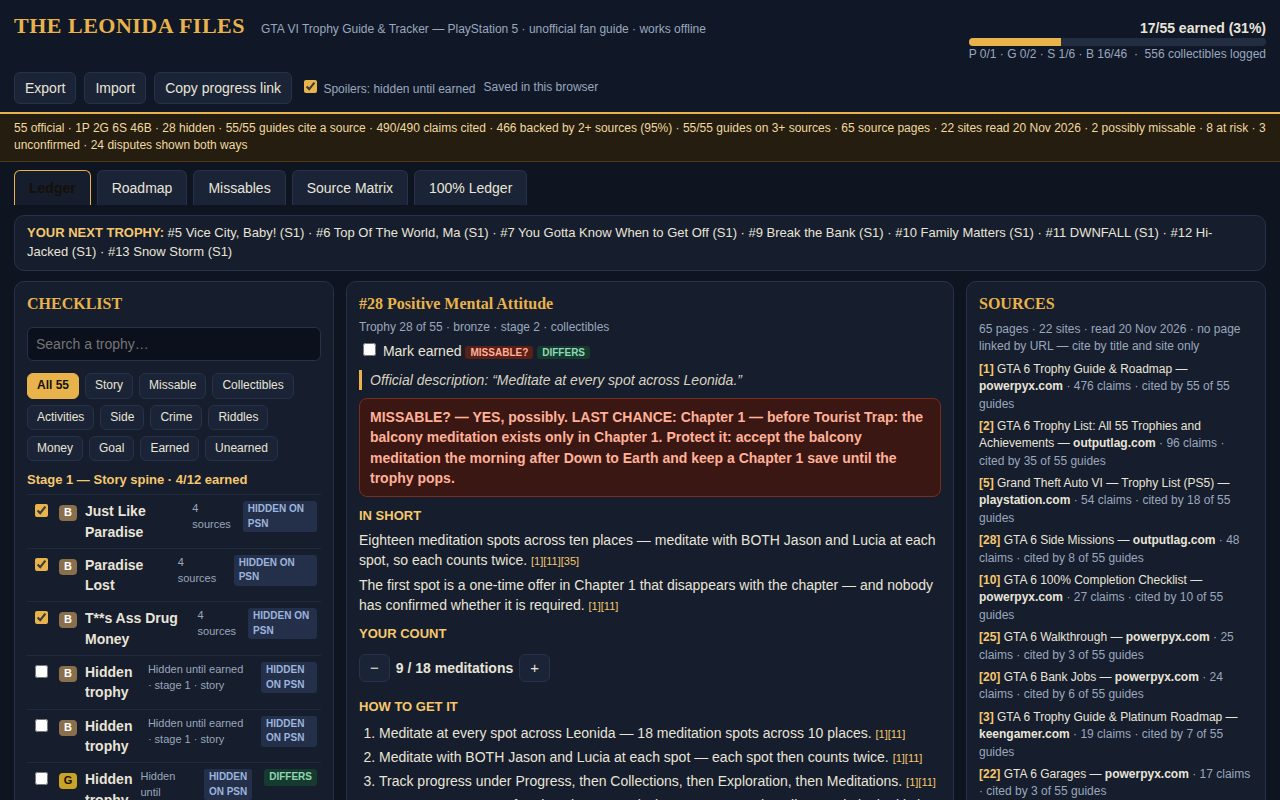 THE LEONIDA FILES
GTA VI Trophy Guide & Tracker — PlayStation 5 · unofficial fan guide · works offline
17/55 earned (31%)
P 0/1 · G 0/2 · S 1/6 · B 16/46 · 556 collectibles logged
Export
Import
Copy progress link
Spoilers: hidden until earned
Saved in this browser
55 official · 1P 2G 6S 46B · 28 hidden · 55/55 guides cite a source · 490/490 claims cited · 466 backed by 2+ sources (95%) · 55/55 guides on 3+ sources · 65 source pages · 22 sites read 20 Nov 2026 · 2 possibly missable · 8 at risk · 3
unconfirmed · 24 disputes shown both ways
Ledger
Roadmap
Missables
Source Matrix
100% Ledger
YOUR NEXT TROPHY: #5 Vice City, Baby! (S1) · #6 Top Of The World, Ma (S1) · #7 You Gotta Know When to Get Off (S1) · #9 Break the Bank (S1) · #10 Family Matters (S1) · #11 DWNFALL (S1) · #12 Hi-
Jacked (S1) · #13 Snow Storm (S1)
CHECKLIST
Search a trophy…
All 55
Story
Missable
Collectibles
Activities
Side
Crime
Riddles
Money
Goal
Earned
Unearned
Stage 1 — Story spine · 4/12 earned
B
Just Like
Paradise
4
sources
HIDDEN ON
PSN
B
Paradise
Lost
4
sources
HIDDEN ON
PSN
B
T**s Ass Drug
Money
4
sources
HIDDEN ON
PSN
B
Hidden
trophy
Hidden until earned
· stage 1 · story
HIDDEN
ON PSN
B
Hidden
trophy
Hidden until earned
· stage 1 · story
HIDDEN
ON PSN
G
Hidden
trophy
Hidden
until
HIDDEN
ON PSN
DIFFERS
#28 Positive Mental Attitude
Trophy 28 of 55 · bronze · stage 2 · collectibles
Mark earned
MISSABLE?
DIFFERS
Official description: “Meditate at every spot across Leonida.”
MISSABLE? — YES, possibly. LAST CHANCE: Chapter 1 — before Tourist Trap: the
balcony meditation exists only in Chapter 1. Protect it: accept the balcony
meditation the morning after Down to Earth and keep a Chapter 1 save until the
trophy pops.
IN SHORT
Eighteen meditation spots across ten places — meditate with BOTH Jason and Lucia at each
spot, so each counts twice. [1][11][35]
The first spot is a one-time offer in Chapter 1 that disappears with the chapter — and nobody
has confirmed whether it is required. [1][11]
YOUR COUNT
−
9 / 18 meditations
+
HOW TO GET IT
1. Meditate at every spot across Leonida — 18 meditation spots across 10 places. [1][11]
2. Meditate with BOTH Jason and Lucia at each spot — each spot then counts twice. [1][11]
3. Track progress under Progress, then Collections, then Exploration, then Meditations. [1][11]
SOURCES
65 pages · 22 sites · read 20 Nov 2026 · no page
linked by URL — cite by title and site only
[1] GTA 6 Trophy Guide & Roadmap —
powerpyx.com · 476 claims · cited by 55 of 55
guides
[2] GTA 6 Trophy List: All 55 Trophies and
Achievements — outputlag.com · 96 claims ·
cited by 35 of 55 guides
[5] Grand Theft Auto VI — Trophy List (PS5) —
playstation.com · 54 claims · cited by 18 of 55
guides
[28] GTA 6 Side Missions — outputlag.com · 48
claims · cited by 8 of 55 guides
[10] GTA 6 100% Completion Checklist —
powerpyx.com · 27 claims · cited by 10 of 55
guides
[25] GTA 6 Walkthrough — powerpyx.com · 25
claims · cited by 3 of 55 guides
[20] GTA 6 Bank Jobs — powerpyx.com · 24
claims · cited by 6 of 55 guides
[3] GTA 6 Trophy Guide & Platinum Roadmap —
keengamer.com · 19 claims · cited by 7 of 55
guides
[22] GTA 6 Garages — powerpyx.com · 17 claims
· cited by 3 of 55 guides